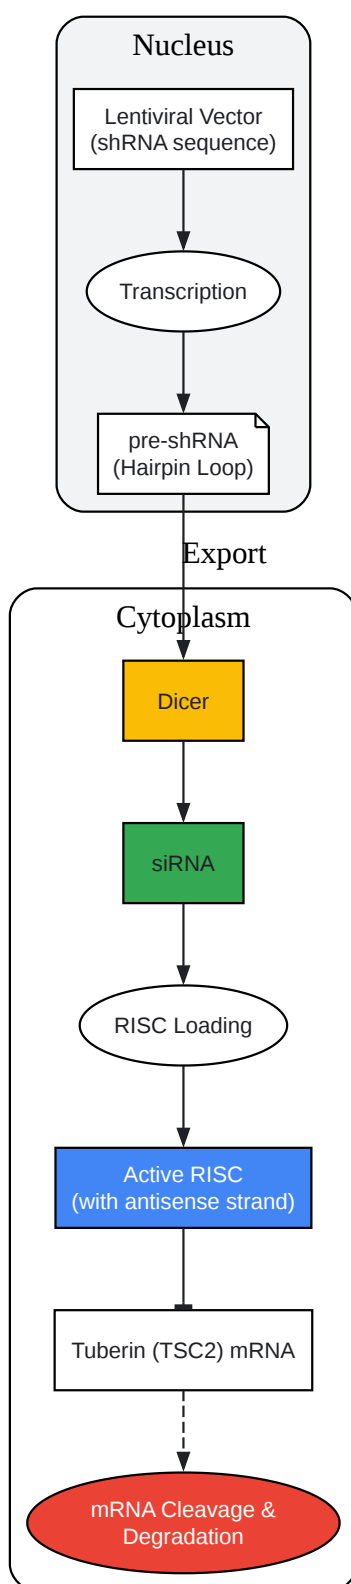 Nucleus
Lentiviral Vector
(shRNA sequence)
Transcription
pre-shRNA
(Hairpin Loop)
Export
Cytoplasm
Dicer
siRNA
RISC Loading
Active RISC
(with antisense strand)
Tuberin (TSC2) mRNA
mRNA Cleavage &
Degradation